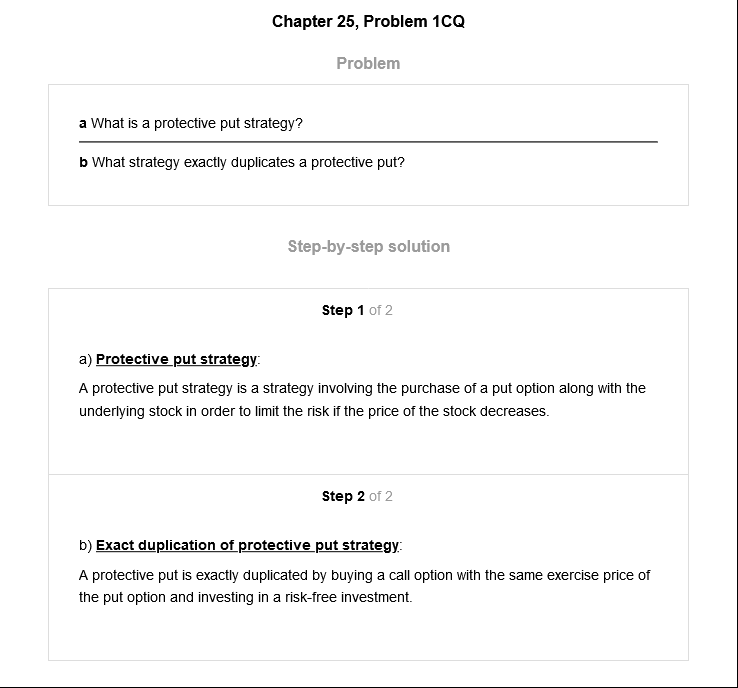 Chapter 25, Problem 1CQ
Problem
a What is a protective put strategy?
b What strategy exactly duplicates a protective put?
Step-by-step solution
Step 1 of 2
a) Protective put strategy:
A protective put strategy is a strategy involving the purchase of a put option along with the
underlying stock in order to limit the risk if the price of the stock decreases.
Step 2 of 2
b) Exact duplication of protective put strategy:
A protective put is exactly duplicated by buying a call option with the same exercise price of
the put option and investing in a risk-free investment.